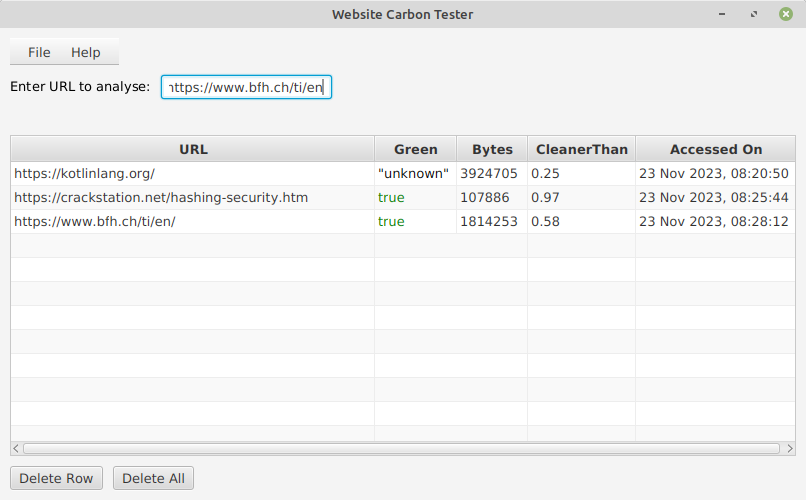 Website Carbon Tester
File Help
Enter URL to analyse: https://www.bfh.ch/ti/en
URL Green Bytes CleanerThan Accessed On
https://kotlinlang.org/ "unknown" 3924705 0.25 23 Nov 2023, 08:20:50
https://crackstation.net/hashing-security.htm true 107886 0.97 23 Nov 2023, 08:25:44
https://www.bfh.ch/ti/en/ true 1814253 0.58 23 Nov 2023, 08:28:12
Delete Row Delete All